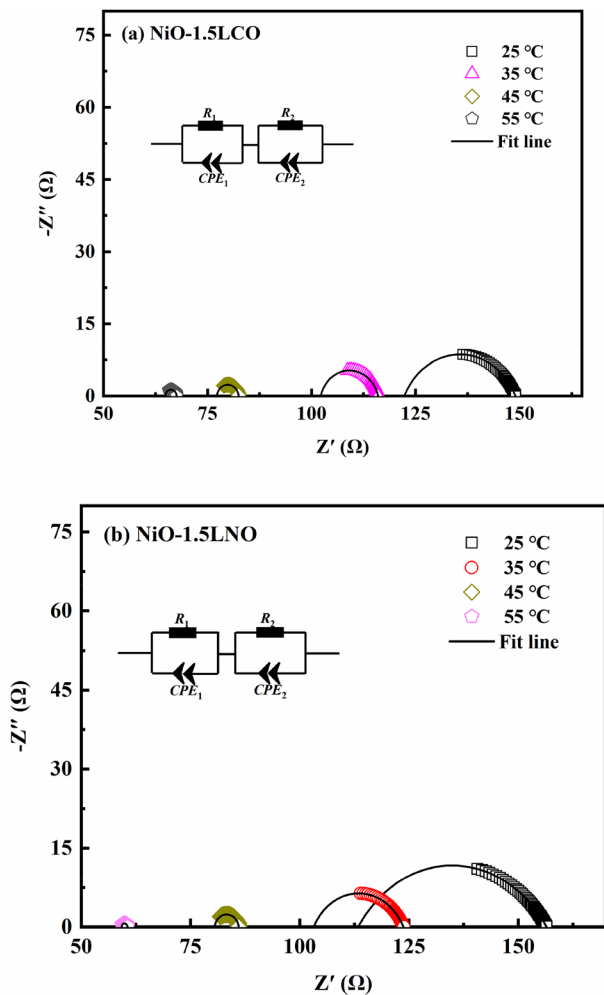 (a) NiO-1.5LCO
25 ℃
35 ℃
45 ℃
55 ℃
Fit line
R1
R2
CPE1
CPE2
80
60
45
30
15
0
-Z″ (Ω)
50
75
100
125
150
Z′ (Ω)
(b) NiO-1.5LNO
25 ℃
35 ℃
45 ℃
55 ℃
Fit line
R1
R2
CPE1
CPE2
75
60
45
30
15
0
-Z″ (Ω)
50
75
100
125
150
Z′ (Ω)